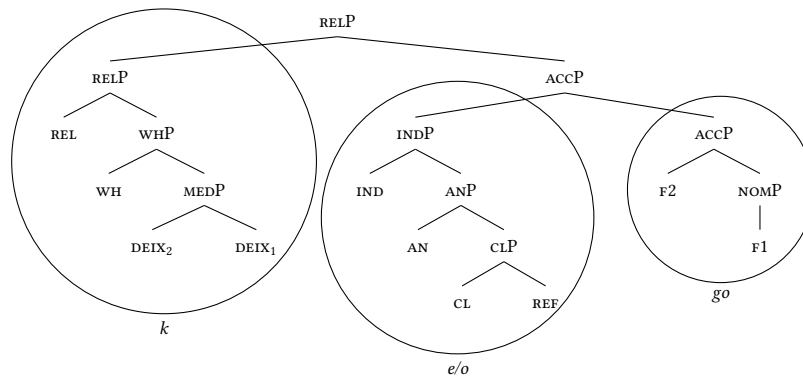 RELP
RELP ACCP
REL WHP INDP ACCP
WH MEDP IND ANP F2 NOMP
DEIX₂ DEIX₁ AN CLP F1
CL REF go
k
e/o